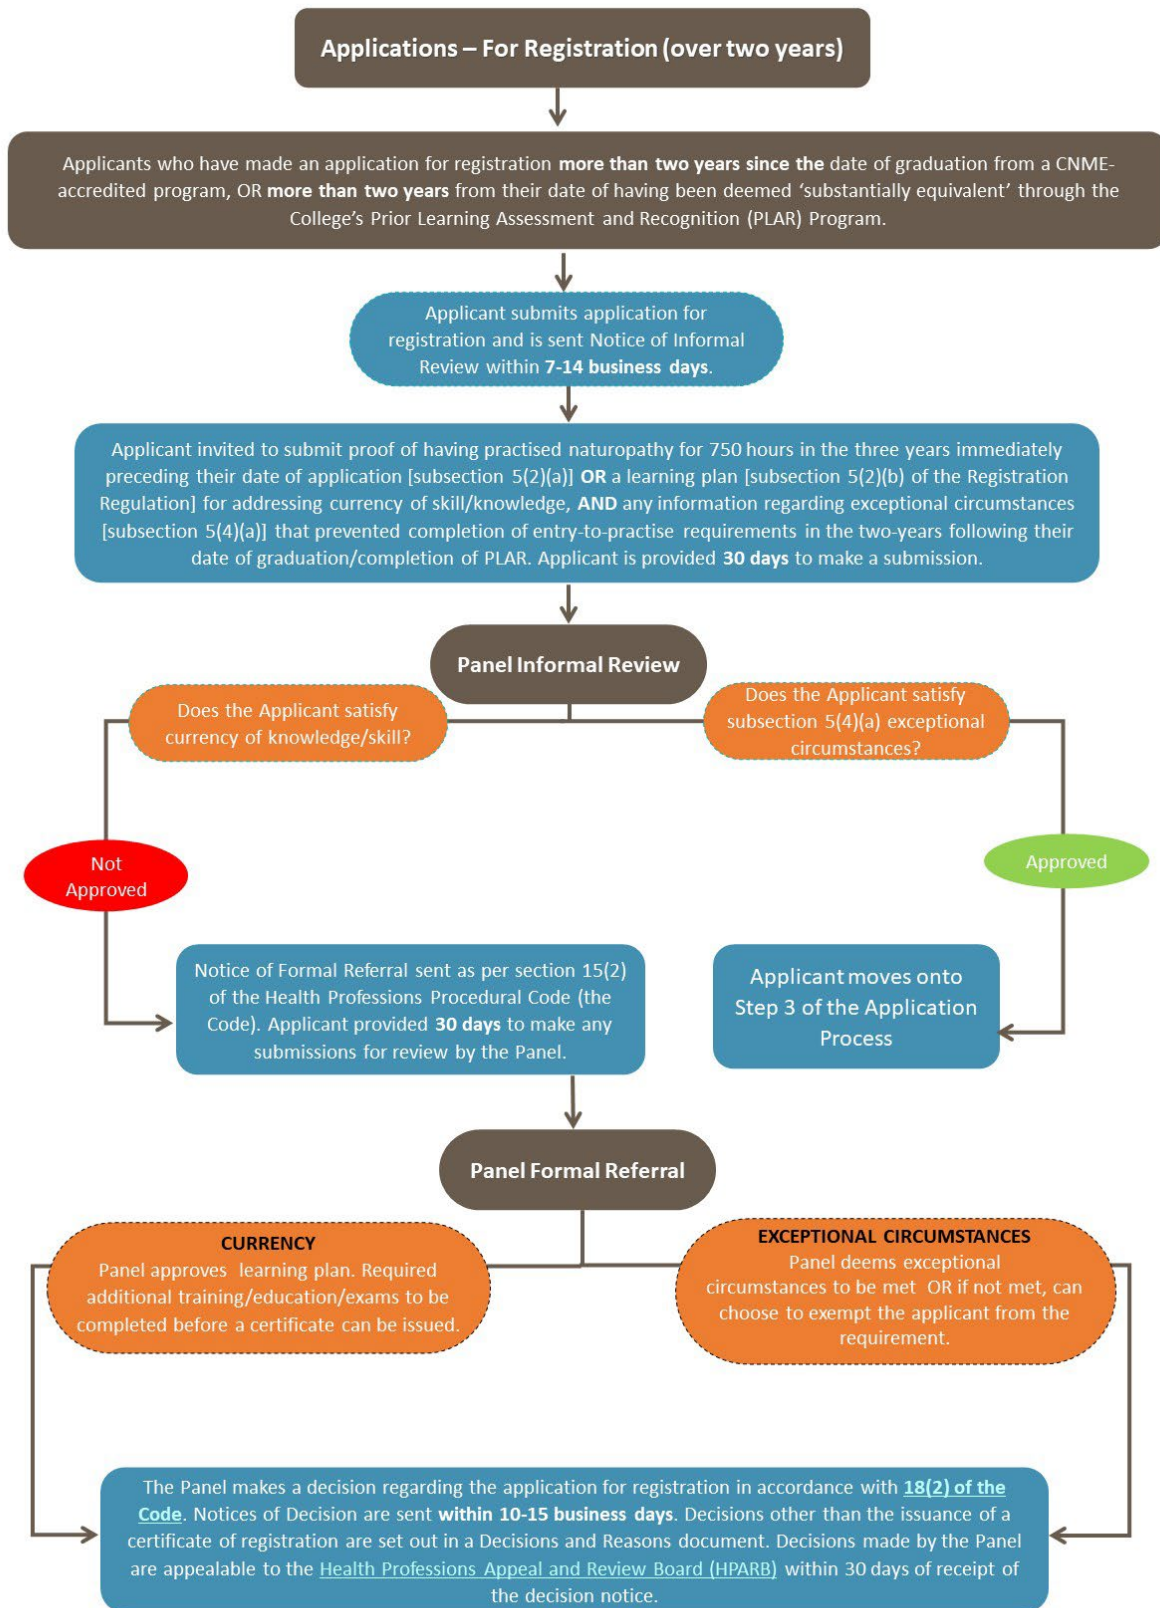 Applications – For Registration (over two years)
Applicants who have made an application for registration more than two years since the date of graduation from a CNME-
accredited program, OR more than two years from their date of having been deemed ‘substantially equivalent’ through the
College’s Prior Learning Assessment and Recognition (PLAR) Program.
Applicant submits application for
registration and is sent Notice of Informal
Review within 7-14 business days.
Applicant invited to submit proof of having practised naturopathy for 750 hours in the three years immediately
preceding their date of application [subsection 5(2)(a)] OR a learning plan [subsection 5(2)(b) of the Registration
Regulation] for addressing currency of skill/knowledge, AND any information regarding exceptional circumstances
[subsection 5(4)(a)] that prevented completion of entry-to-practise requirements in the two-years following their
date of graduation/completion of PLAR. Applicant is provided 30 days to make a submission.
Panel Informal Review
Does the Applicant satisfy
currency of knowledge/skill?
Does the Applicant satisfy
subsection 5(4)(a) exceptional
circumstances?
Not
Approved
Approved
Notice of Formal Referral sent as per section 15(2)
of the Health Professions Procedural Code (the
Code). Applicant provided 30 days to make any
submissions for review by the Panel.
Applicant moves onto
Step 3 of the Application
Process
Panel Formal Referral
CURRENCY
Panel approves learning plan. Required
additional training/education/exams to be
completed before a certificate can be issued.
EXCEPTIONAL CIRCUMSTANCES
Panel deems exceptional
circumstances to be met OR if not met, can
choose to exempt the applicant from the
requirement.
The Panel makes a decision regarding the application for registration in accordance with 18(2) of the
Code. Notices of Decision are sent within 10-15 business days. Decisions other than the issuance of a
certificate of registration are set out in a Decisions and Reasons document. Decisions made by the Panel
are appealable to the Health Professions Appeal and Review Board (HPARB) within 30 days of receipt of
the decision notice.